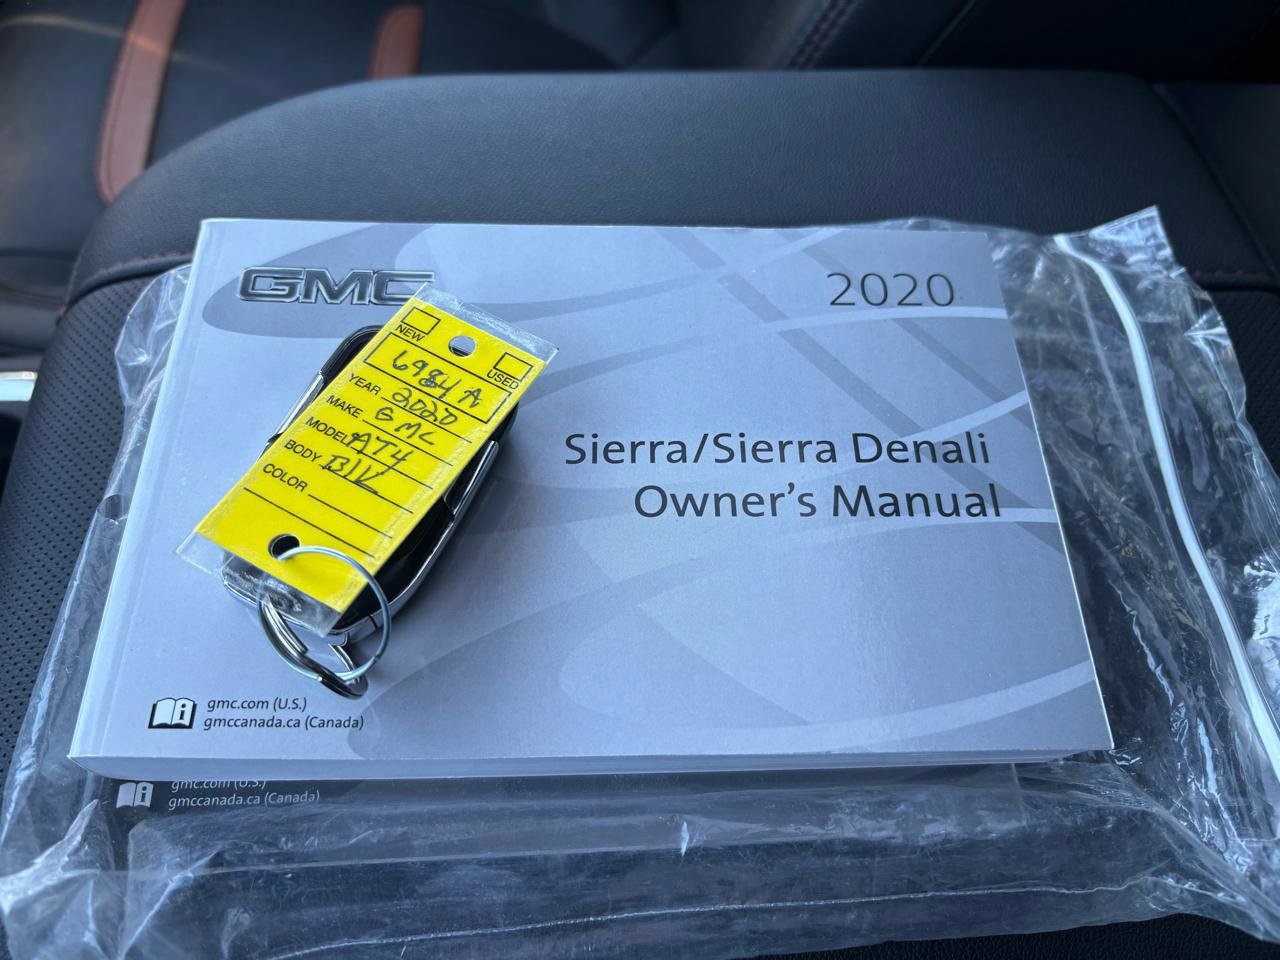 GMC
2020
NEW
USED
6984A
YEAR 2020
MAKE GMC
MODEL AT4
BODY Blk
COLOR
Sierra/Sierra Denali
Owner's Manual
gmc.com (U.S.)
gmccanada.ca (Canada)
gmc.com (U.S.)
gmccanada.ca (Canada)